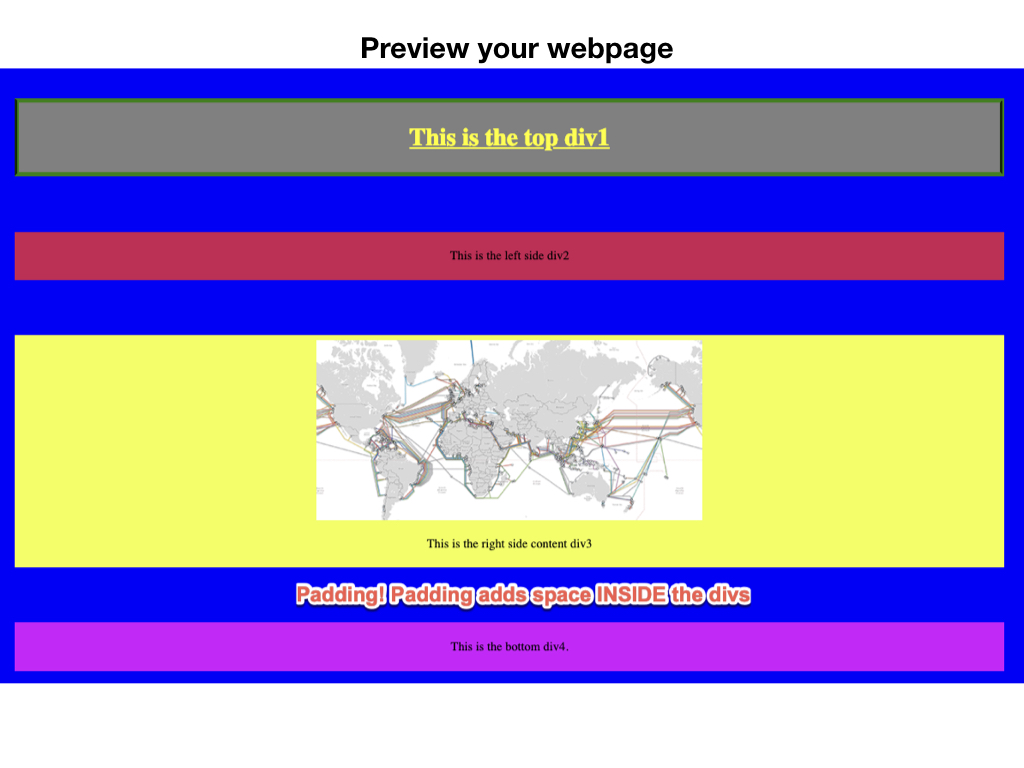 Preview your webpage
This is the top div1
This is the left side div2
This is the right side content div3
Padding! Padding adds space INSIDE the divs
This is the bottom div4.